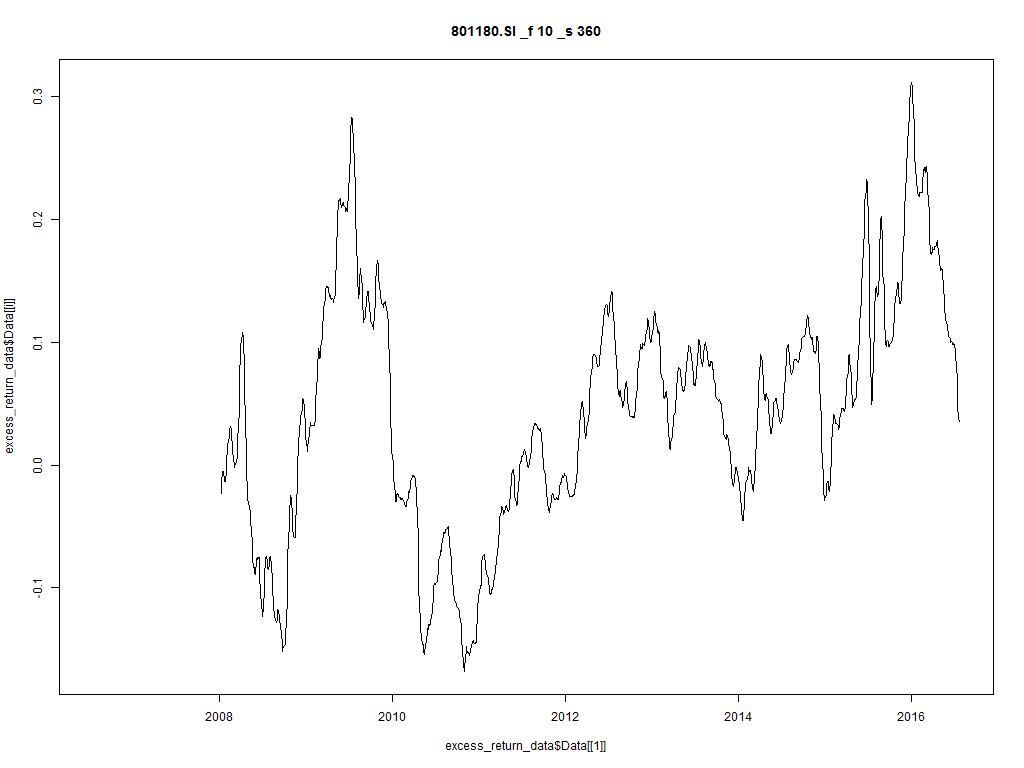 801180.SI _f 10 _s 360
excess_return_data$Data[[i]]
0.3
0.2
0.1
0.0
-0.1
2008 2010 2012 2014 2016
excess_return_data$Data[[1]]